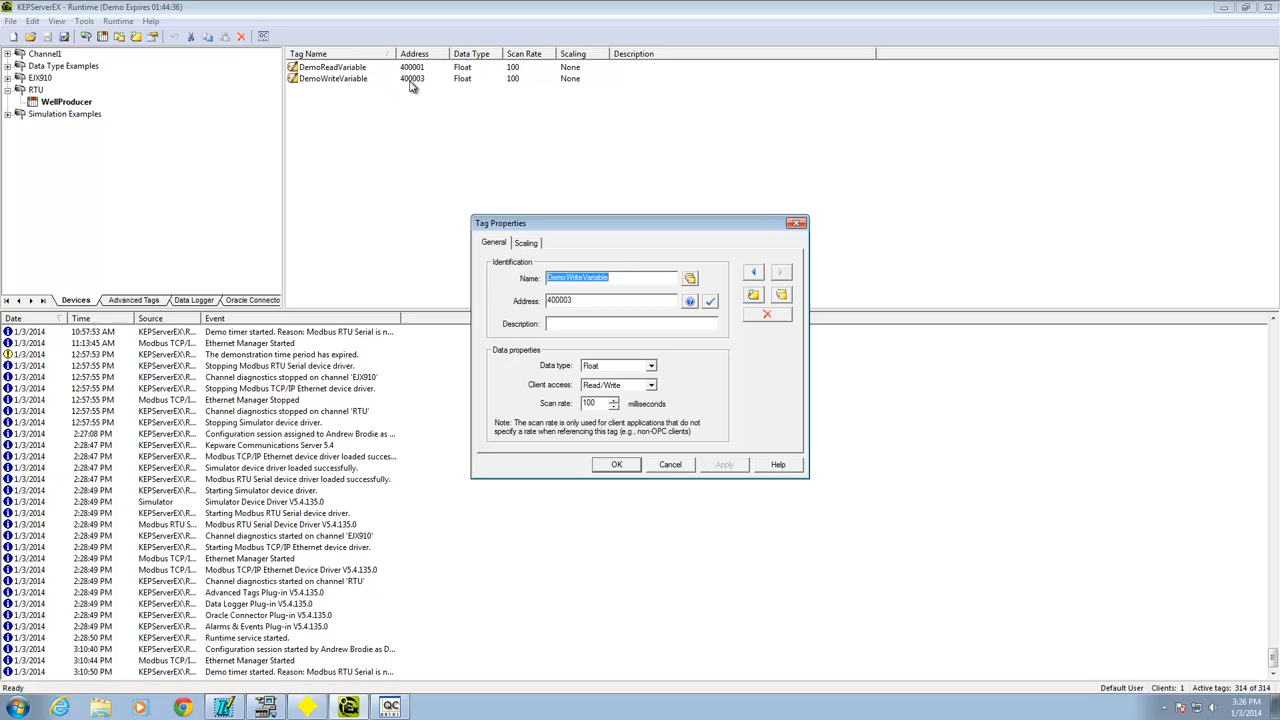 KEPServerEX - Runtime (Demo Expires 01:44:36)
File Edit View Tools Runtime Help
Channel1
Data Type Examples
EJX910
RTU
WellProducer
Simulation Examples
Tag Name Address Data Type Scan Rate Scaling Description
DemoReadVariable 400001 Float 100 None
DemoWriteVariable 400003 Float 100 None
Devices Advanced Tags Data Logger Oracle Connecto
Tag Properties
General Scaling
Identification
Name: DemoWriteVariable
Address: 400003
Description:
Data properties
Data type: Float
Client access: Read/Write
Scan rate: 100 milliseconds
Note: The scan rate is only used for client applications that do not
specify a rate when referencing this tag (e.g., non-OPC clients)
OK Cancel Apply Help
Date Time Source Event
1/3/2014 10:57:53 AM KEPServerEX\R... Demo timer started. Reason: Modbus RTU Serial is n...
1/3/2014 11:13:45 AM KEPServerEX\R... Ethernet Manager Started
1/3/2014 12:57:53 PM KEPServerEX\R... The demonstration time period has expired.
1/3/2014 12:57:55 PM KEPServerEX\R... Stopping Modbus RTU Serial device driver.
1/3/2014 12:57:55 PM KEPServerEX\R... Channel diagnostics stopped on channel 'EJX910'
1/3/2014 12:57:55 PM KEPServerEX\R... Stopping Modbus TCP/IP Ethernet device driver.
1/3/2014 12:57:55 PM Modbus TCP/I... Ethernet Manager Stopped
1/3/2014 12:57:55 PM KEPServerEX\R... Channel diagnostics stopped on channel 'RTU'
1/3/2014 12:57:55 PM KEPServerEX\R... Stopping Simulator device driver.
1/3/2014 2:27:08 PM KEPServerEX\R... Configuration session assigned to Andrew Brodie as...
1/3/2014 2:28:47 PM KEPServerEX\R... Kepware Communications Server 5.4
1/3/2014 2:28:47 PM KEPServerEX\R... Modbus TCP/IP Ethernet device driver loaded succes...
1/3/2014 2:28:47 PM KEPServerEX\R... Simulator device driver loaded successfully.
1/3/2014 2:28:47 PM KEPServerEX\R... Modbus RTU Serial device driver loaded successfully.
1/3/2014 2:28:49 PM KEPServerEX\R... Starting Simulator device driver.
1/3/2014 2:28:49 PM Simulator Simulator Device Driver V5.4.135.0
1/3/2014 2:28:49 PM KEPServerEX\R... Starting Modbus RTU Serial device driver.
1/3/2014 2:28:49 PM Modbus RTU S... Modbus RTU Serial Device Driver V5.4.135.0
1/3/2014 2:28:49 PM KEPServerEX\R... Channel diagnostics started on channel 'EJX910'
1/3/2014 2:28:49 PM KEPServerEX\R... Starting Modbus TCP/IP Ethernet device driver.
1/3/2014 2:28:49 PM Modbus TCP/I... Ethernet Manager Started
1/3/2014 2:28:49 PM Modbus TCP/I... Modbus TCP/IP Ethernet Device Driver V5.4.135.0
1/3/2014 2:28:49 PM KEPServerEX\R... Channel diagnostics started on channel 'RTU'
1/3/2014 2:28:49 PM KEPServerEX\R... Advanced Tags Plug-in V5.4.135.0
1/3/2014 2:28:49 PM KEPServerEX\R... Data Logger Plug-in V5.4.135.0
1/3/2014 2:28:49 PM KEPServerEX\R... Oracle Connector Plug-in V5.4.135.0
1/3/2014 2:28:49 PM KEPServerEX\R... Alarms & Events Plug-in V5.4.135.0
1/3/2014 2:28:50 PM KEPServerEX\R... Runtime service started.
1/3/2014 3:10:40 PM KEPServerEX\R... Configuration session started by Andrew Brodie as D...
1/3/2014 3:10:44 PM Modbus TCP/I... Ethernet Manager Started
1/3/2014 3:10:50 PM KEPServerEX\R... Demo timer started. Reason: Modbus RTU Serial is n...
Ready Default User Clients: 1 Active tags: 314 of 314
QC
3:26 PM
1/3/2014